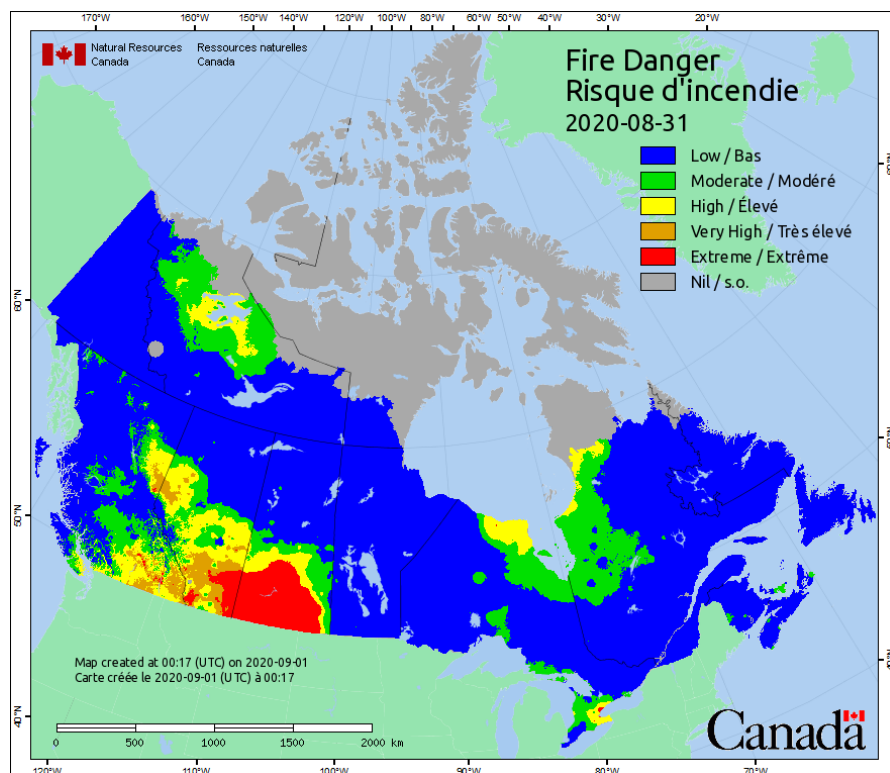 170°W 160°W 150°W 140°W 130°W 120°W 110°W 100°W 90°W 80°W 70°W 60°W 50°W 40°W 30°W 20°W
Natural Resources Ressources naturelles
Canada Canada
Fire Danger
Risque d'incendie
2020-08-31
Low / Bas
Moderate / Modéré
High / Élevé
Very High / Très élevé
Extreme / Extrême
Nil / s.o.
60°N
60°N
40°N
Map created at 00:17 (UTC) on 2020-09-01
Carte créée le 2020-09-01 (UTC) à 00:17
0 500 1000 1500 2000 km
Canada
120°W 110°W 100°W 90°W 80°W 70°W